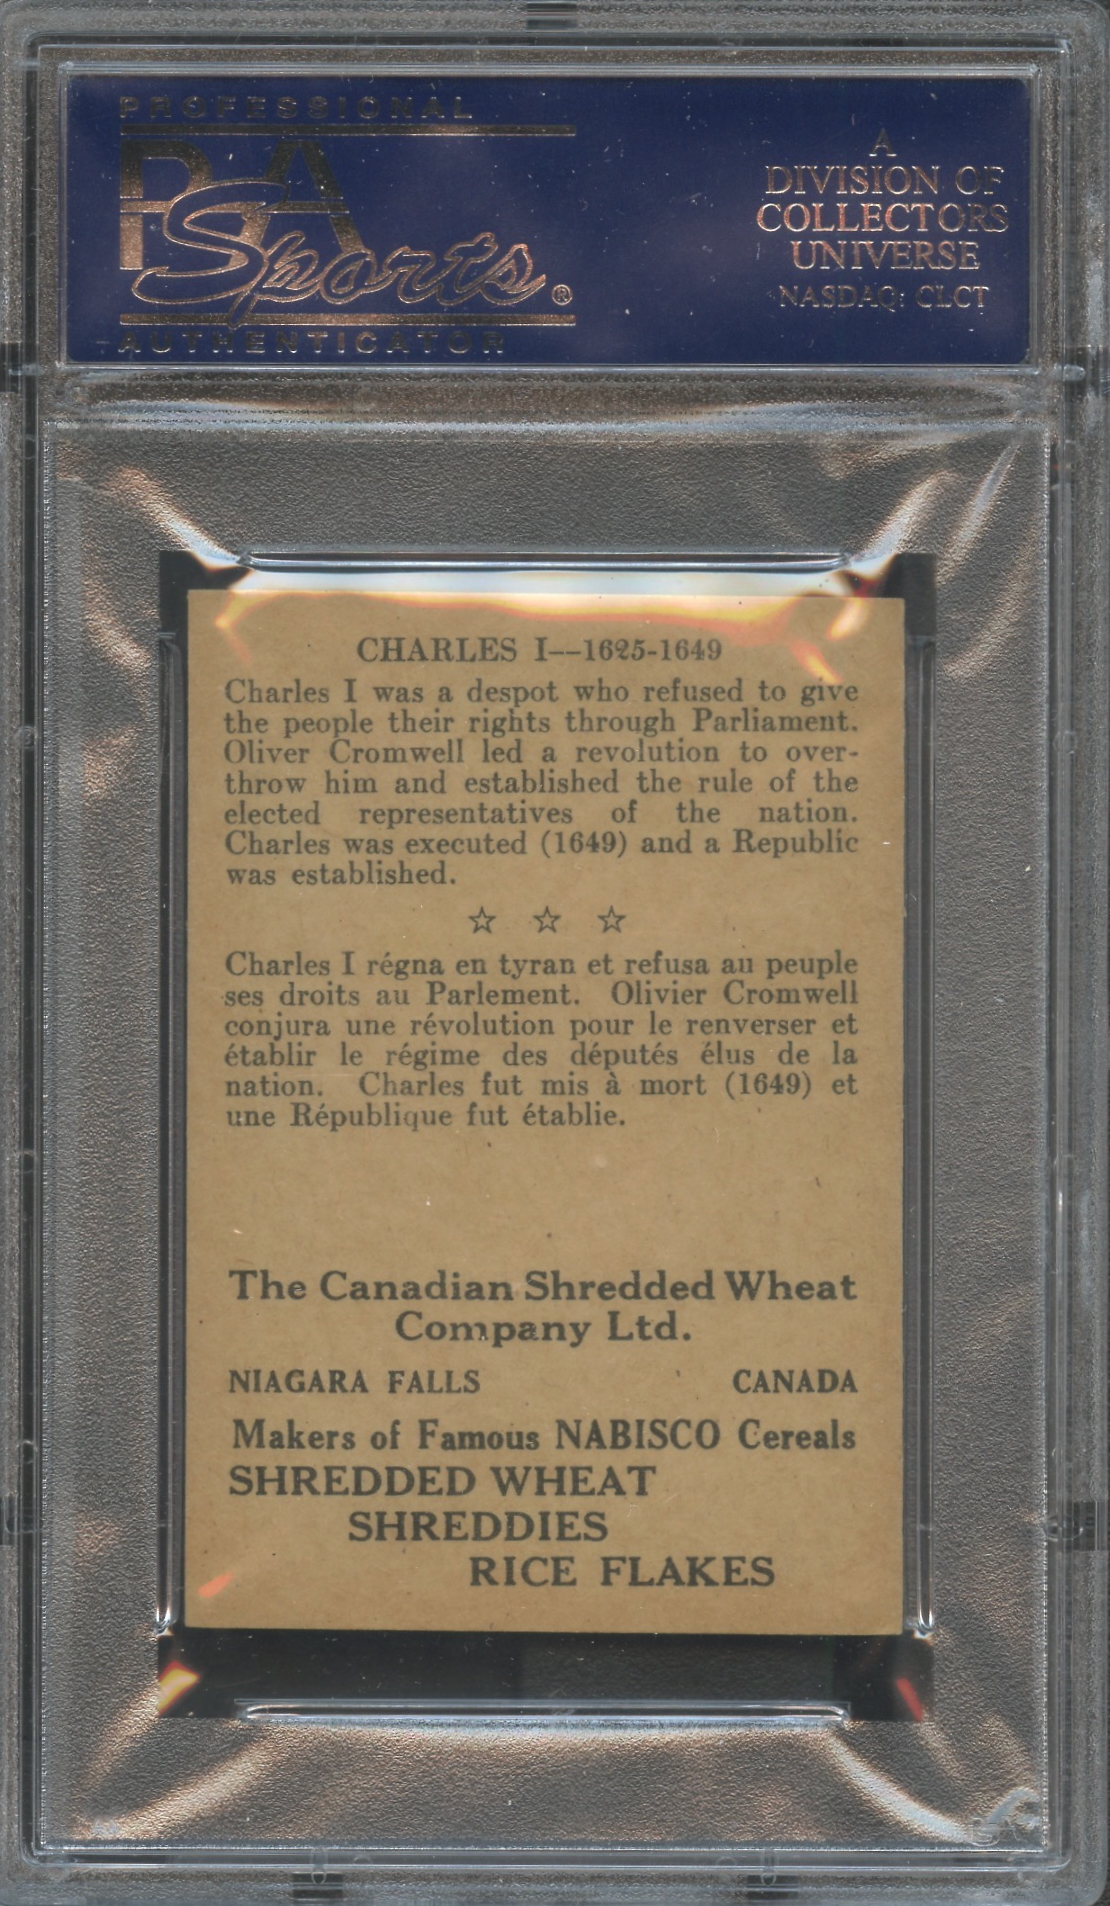 PROFESSIONAL
PSA
Sports®
AUTHENTICATOR
A
DIVISION OF
COLLECTORS
UNIVERSE
NASDAQ: CLCT
CHARLES I--1625-1649
Charles I was a despot who refused to give
the people their rights through Parliament.
Oliver Cromwell led a revolution to over-
throw him and established the rule of the
elected representatives of the nation.
Charles was executed (1649) and a Republic
was established.
☆ ☆ ☆
Charles I régna en tyran et refusa au peuple
ses droits au Parlement. Olivier Cromwell
conjura une révolution pour le renverser et
établir le régime des députés élus de la
nation. Charles fut mis à mort (1649) et
une République fut établie.
The Canadian Shredded Wheat
Company Ltd.
NIAGARA FALLS CANADA
Makers of Famous NABISCO Cereals
SHREDDED WHEAT
SHREDDIES
RICE FLAKES